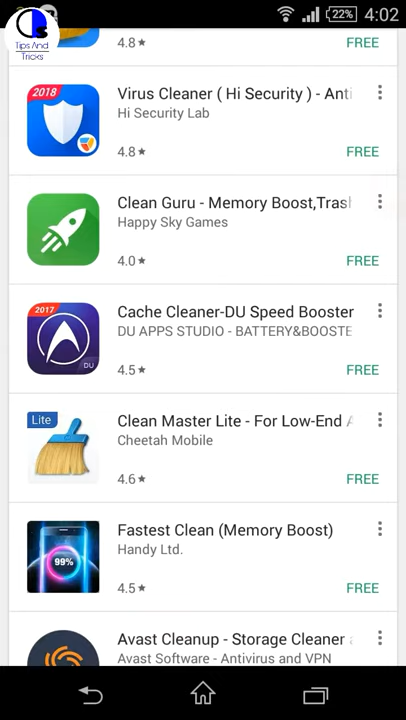 22%
4:02
Tips And
Tricks
4.8★
FREE
2018
Virus Cleaner ( Hi Security ) - Anti
Hi Security Lab
4.8★
FREE
Clean Guru - Memory Boost,Trash
Happy Sky Games
4.0★
FREE
2017
DU
Cache Cleaner-DU Speed Booster
DU APPS STUDIO - BATTERY&BOOSTE
4.5★
FREE
Lite
Clean Master Lite - For Low-End A
Cheetah Mobile
4.6★
FREE
99%
Fastest Clean (Memory Boost)
Handy Ltd.
4.5★
FREE
Avast Cleanup - Storage Cleaner a
Avast Software - Antivirus and VPN